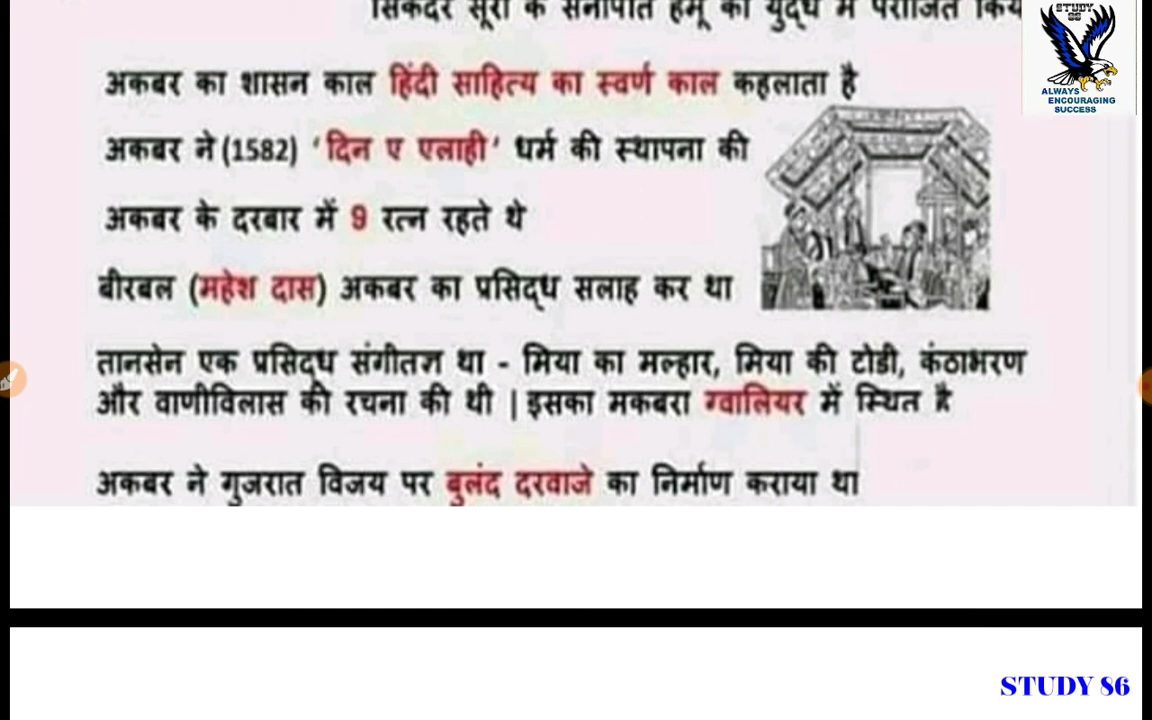 सिकंदर सूरी के सेनापति हेमू को युद्ध में पराजित किय
STUDY 86
ALWAYS
ENCOURAGING
SUCCESS
अकबर का शासन काल हिंदी साहित्य का स्वर्ण काल कहलाता है
अकबर ने (1582) ‘दिन ए एलाही‘ धर्म की स्थापना की
अकबर के दरबार में 9 रत्न रहते थे
बीरबल (महेश दास) अकबर का प्रसिद्ध सलाह कर था
तानसेन एक प्रसिद्ध संगीतज्ञ था - मिया का मल्हार, मिया की टोडी, कंठाभरण
और वाणीविलास की रचना की थी | इसका मकबरा ग्वालियर में स्थित है
अकबर ने गुजरात विजय पर बुलंद दरवाजे का निर्माण कराया था
STUDY 86